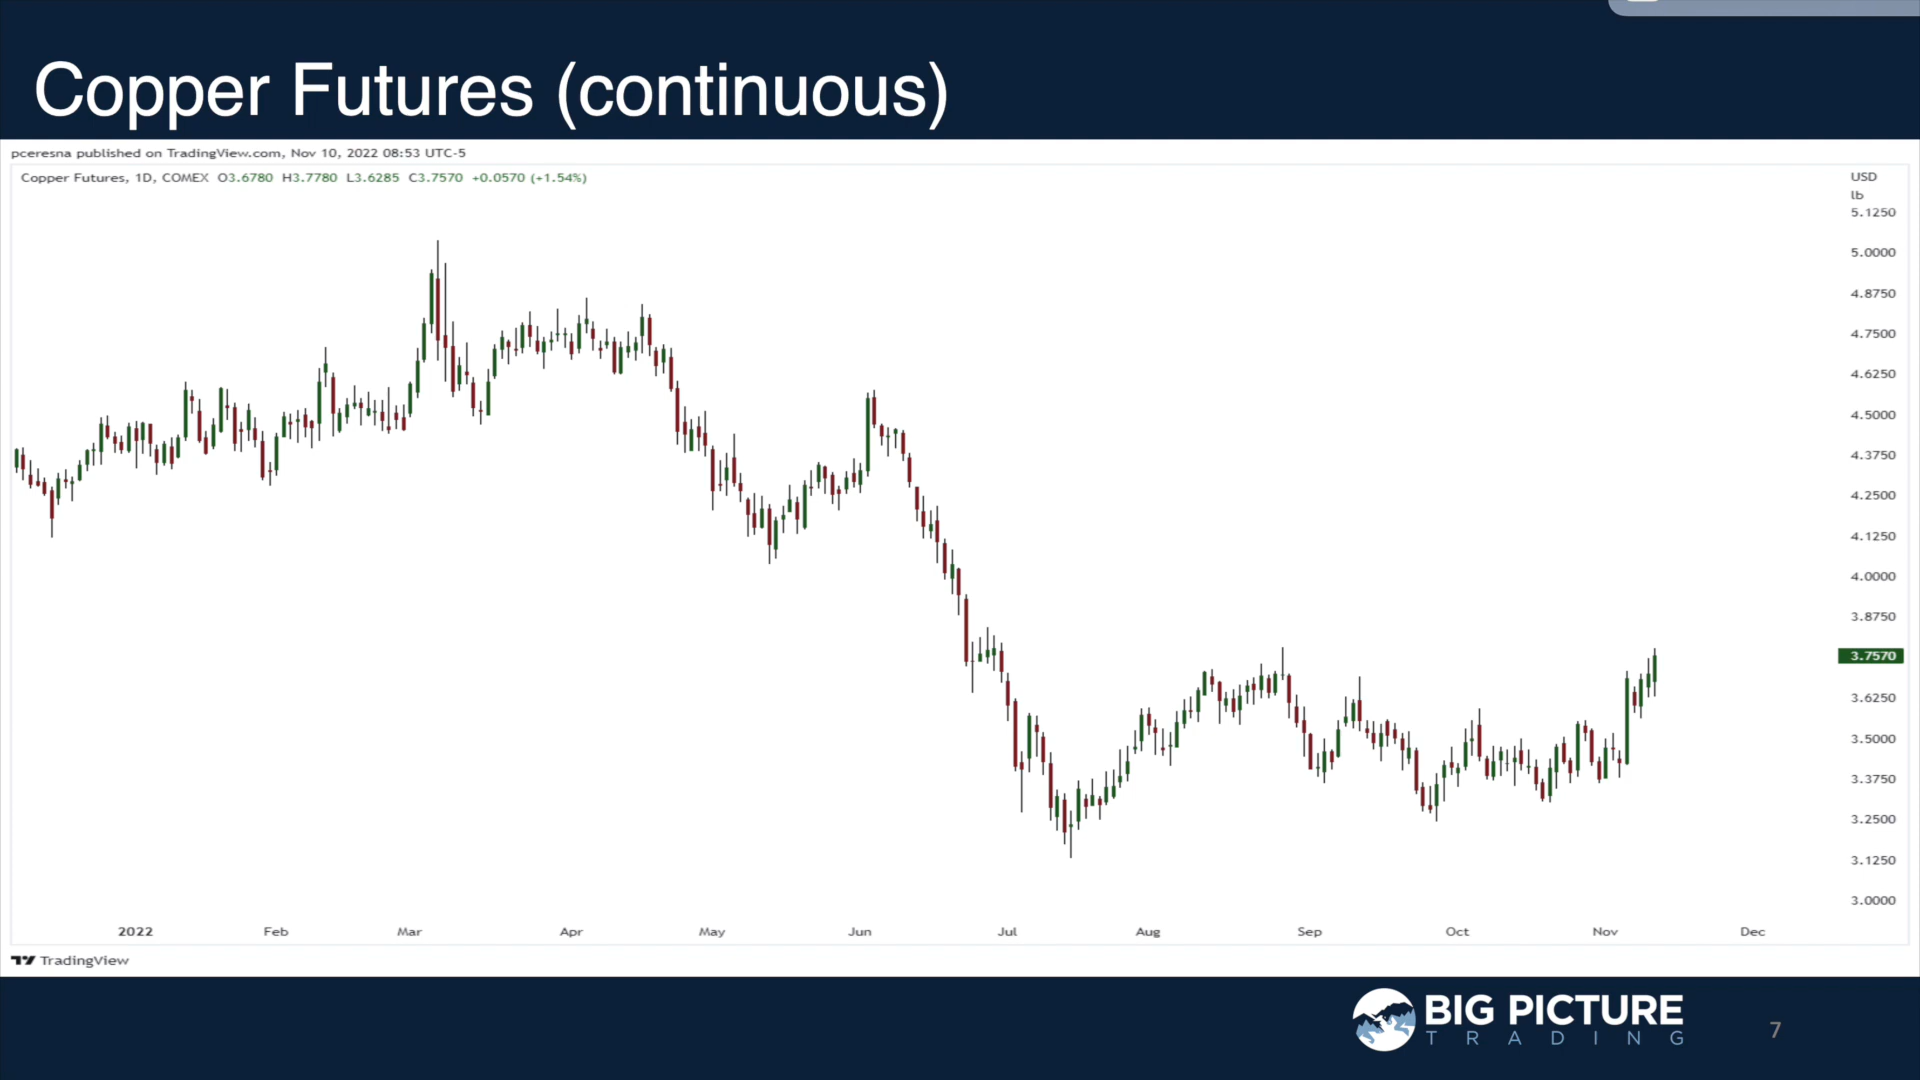 Copper Futures (continuous)
pceresna published on TradingView.com, Nov 10, 2022 08:53 UTC-5
Copper Futures, 1D, COMEX O3.6780 H3.7780 L3.6285 C3.7570 +0.0570 (+1.54%)
USD
lb
5.1250
5.0000
4.8750
4.7500
4.6250
4.5000
4.3750
4.2500
4.1250
4.0000
3.8750
3.7570
3.6250
3.5000
3.3750
3.2500
3.1250
3.0000
2022 Feb Mar Apr May Jun Jul Aug Sep Oct Nov Dec
TradingView
BIG PICTURE
TRADING
7